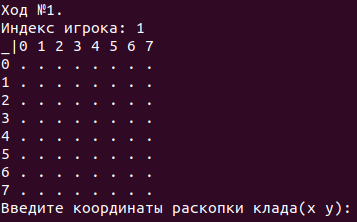 Ход №1.
Индекс игрока: 1
_|0 1 2 3 4 5 6 7
0 . . . . . . . .
1 . . . . . . . .
2 . . . . . . . .
3 . . . . . . . .
4 . . . . . . . .
5 . . . . . . . .
6 . . . . . . . .
7 . . . . . . . .
Введите координаты раскопки клада(x y):